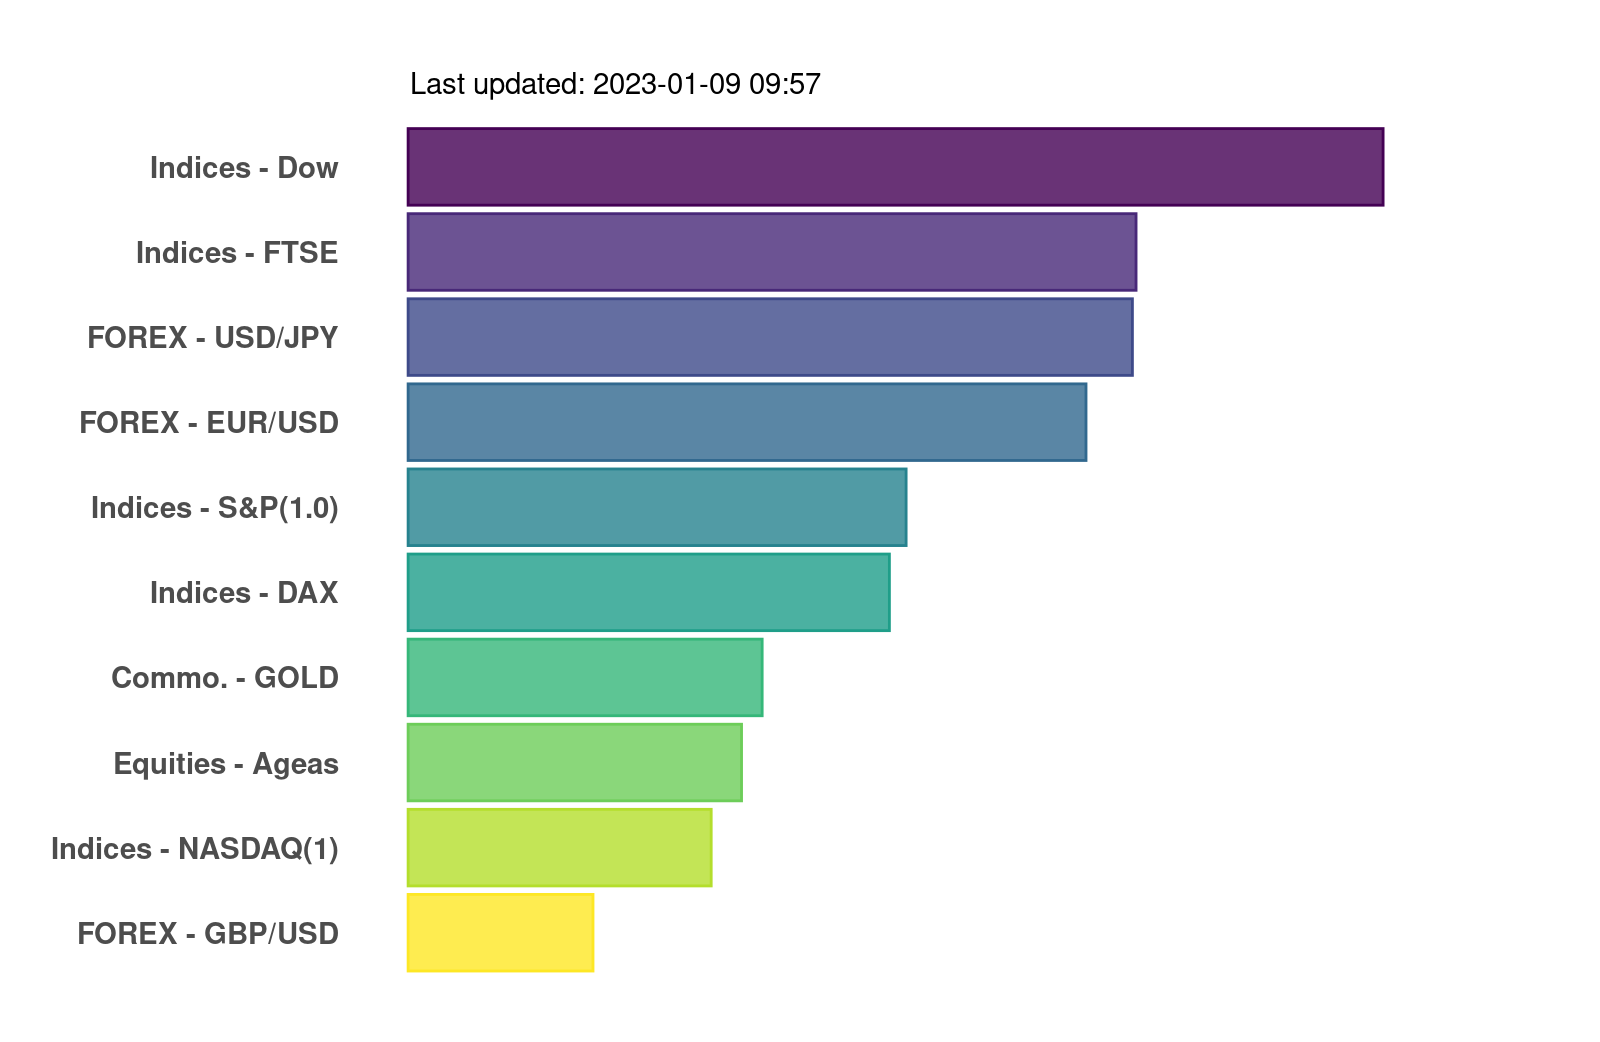 Last updated: 2023-01-09 09:57
Indices - Dow
Indices - FTSE
FOREX - USD/JPY
FOREX - EUR/USD
Indices - S&P(1.0)
Indices - DAX
Commo. - GOLD
Equities - Ageas
Indices - NASDAQ(1)
FOREX - GBP/USD